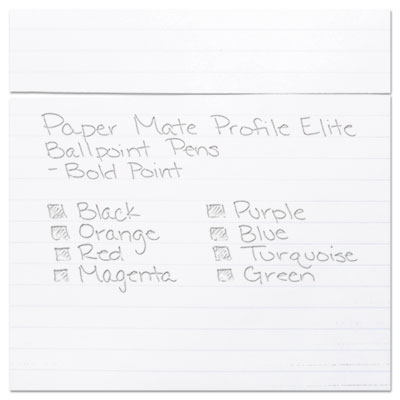 Paper Mate Profile Elite
Ballpoint Pens
- Bold Point
Black
Orange
Red
Magenta
Purple
Blue
Turquoise
Green